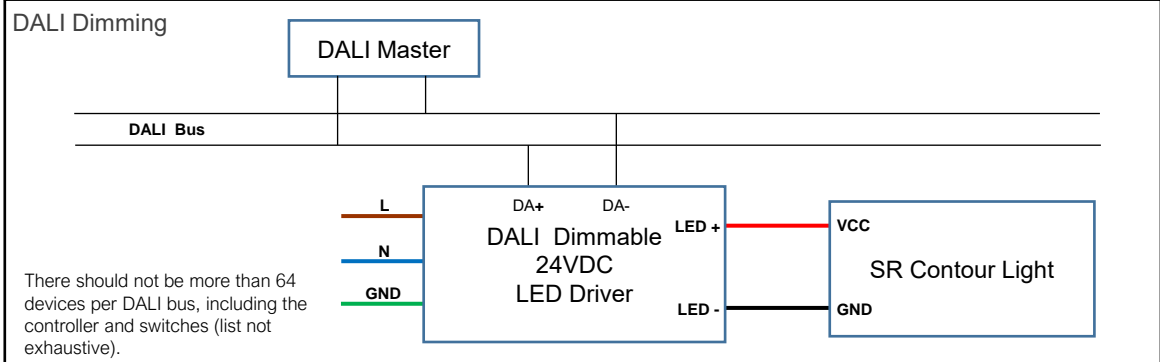 DALI Dimming
DALI Master
DALI Bus
L
DA+
DA-
LED +
VCC
DALI Dimmable
24VDC
LED Driver
N
SR Contour Light
GND
LED -
GND
There should not be more than 64
devices per DALI bus, including the
controller and switches (list not
exhaustive).